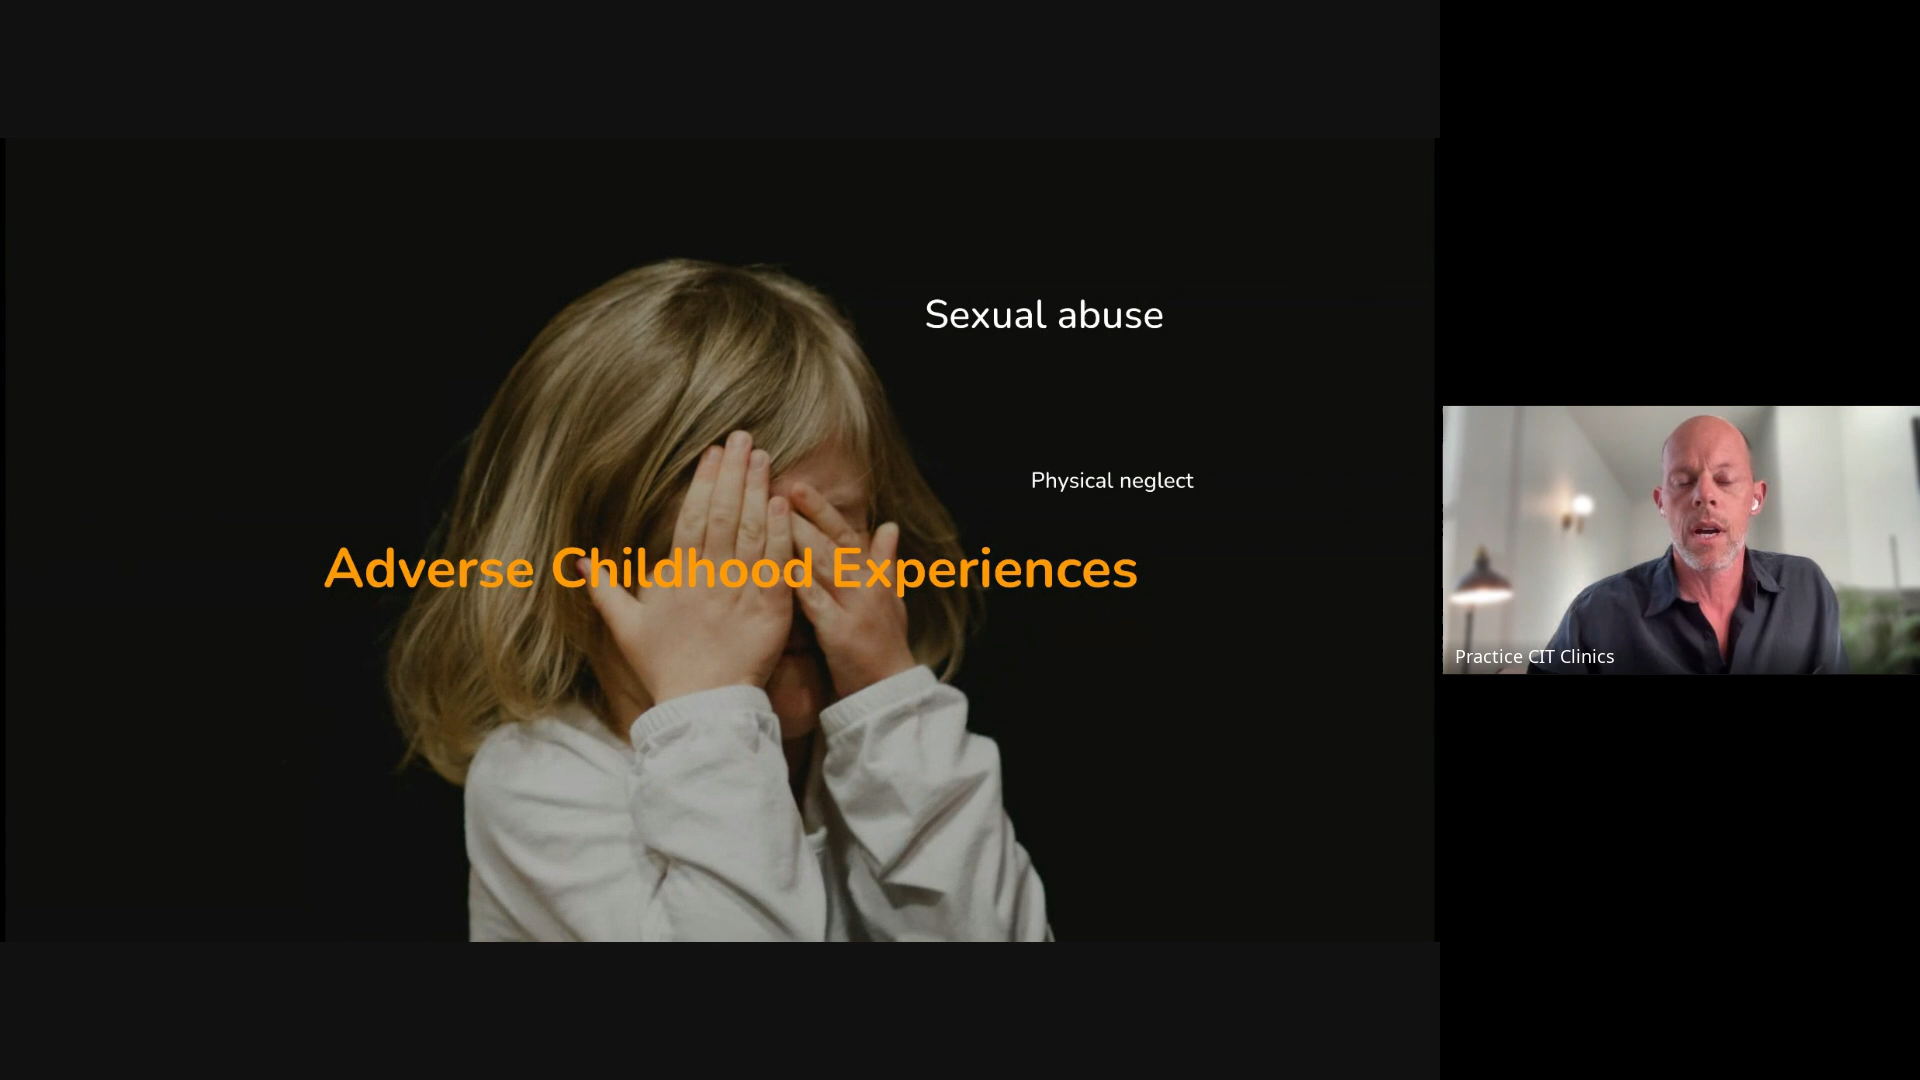 Sexual abuse
Physical neglect
Adverse Childhood Experiences
Practice CIT Clinics